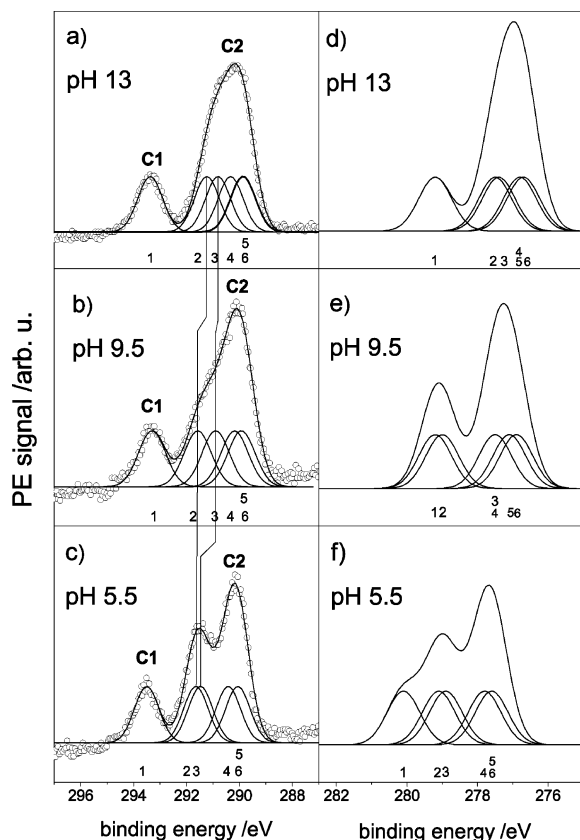 a)
C2
pH 13
C1
5
1 2 3 4 6
d)
pH 13
4
1 2 3 5 6
b)
C2
pH 9.5
C1
5
1 2 3 4 6
e)
pH 9.5
3
1 2 4 5 6
c)
C2
pH 5.5
C1
5
1 2 3 4 6
f)
pH 5.5
5
1 2 3 4 6
PE signal /arb. u.
296 294 292 290 288
282 279 276
binding energy /eV
binding energy /eV